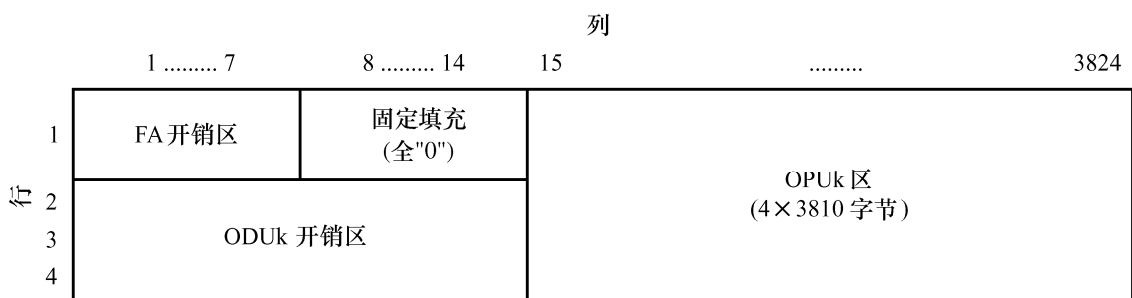 列
1 ......... 7 8 ......... 14 15 ......... 3824
1 FA 开销区 固定填充
(全"0")
OPUk 区
(4×3810 字节)
行
2
3 ODUk 开销区
4